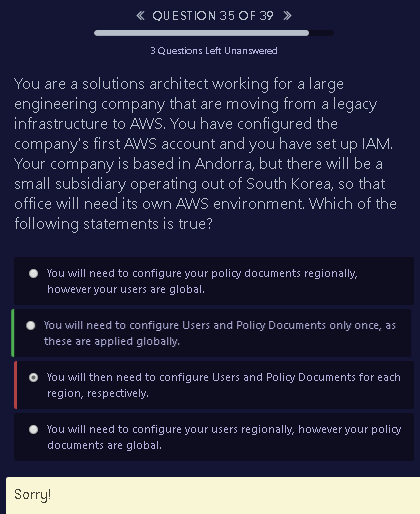 « QUESTION 35 OF 39 »
3 Questions Left Unanswered
You are a solutions architect working for a large
engineering company that are moving from a legacy
infrastructure to AWS. You have configured the
company's first AWS account and you have set up IAM.
Your company is based in Andorra, but there will be a
small subsidiary operating out of South Korea, so that
office will need its own AWS environment. Which of the
following statements is true?
You will need to configure your policy documents regionally,
however your users are global.
You will need to configure Users and Policy Documents only once, as
these are applied globally.
You will then need to configure Users and Policy Documents for each
region, respectively.
You will need to configure your users regionally, however your policy
documents are global.
Sorry!